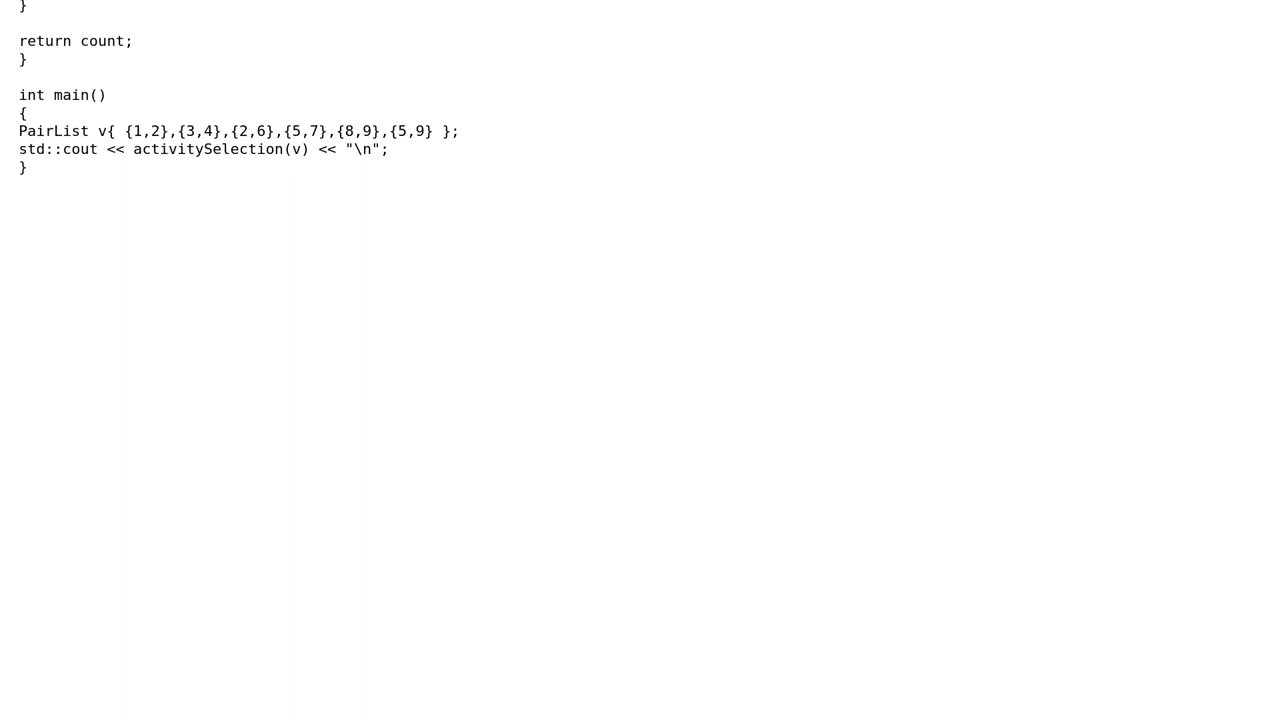 }
return count;
}
int main()
{
PairList v{ {1,2},{3,4},{2,6},{5,7},{8,9},{5,9} };
std::cout << activitySelection(v) << "\n";
}